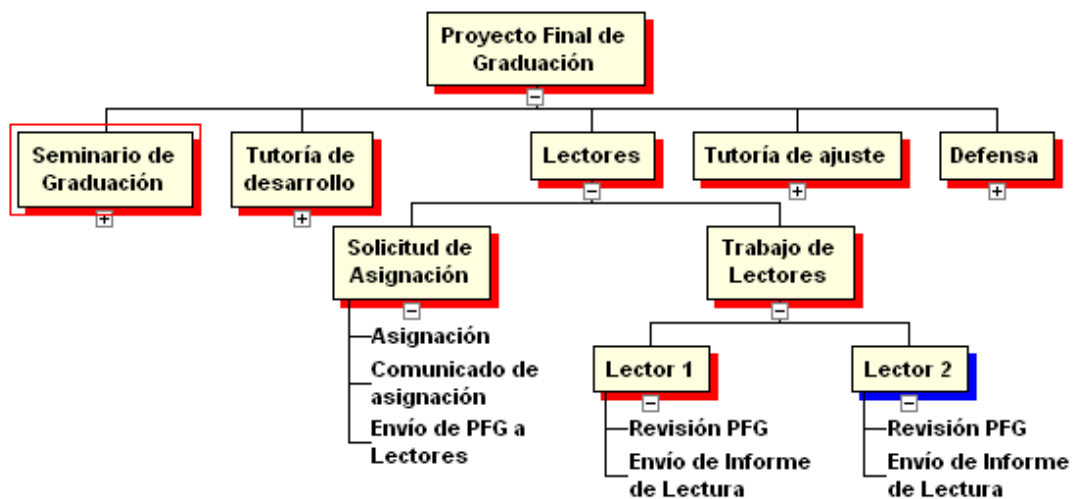 Proyecto Final de
Graduación
Seminario de
Graduación
Tutoría de
desarrollo
Lectores
Tutoría de ajuste
Defensa
Solicitud de
Asignación
Asignación
Comunicado de
asignación
Envío de PFG a
Lectores
Trabajo de
Lectores
Lector 1
Revisión PFG
Envío de Informe
de Lectura
Lector 2
Revisión PFG
Envío de Informe
de Lectura